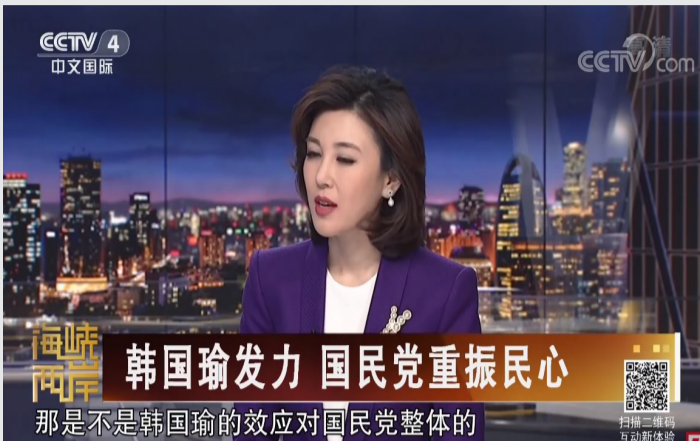 CCTV 4
中文国际
高清
CCTV.com
海峡
两岸
韩国瑜发力 国民党重振民心
那是不是韩国瑜的效应对国民党整体的
扫描二维码
互动新体验